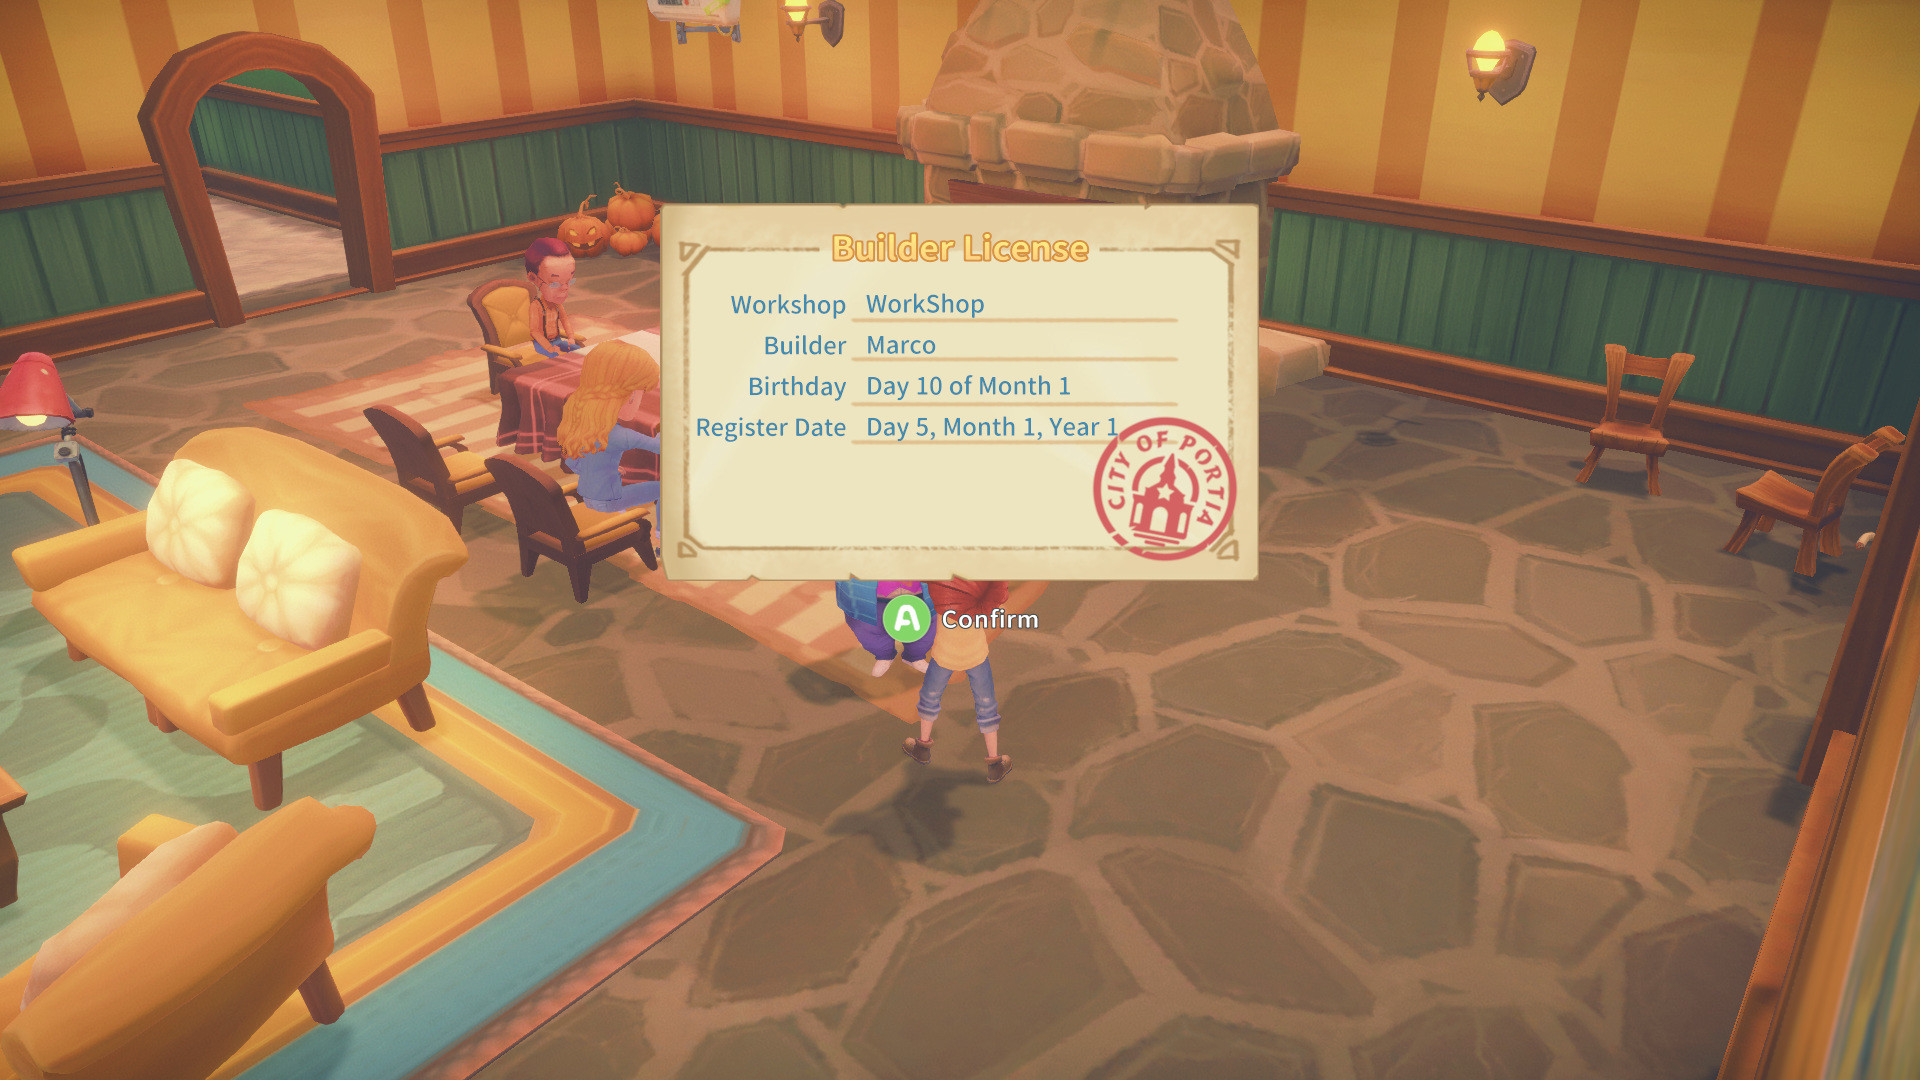 Builder License
Workshop WorkShop
Builder Marco
Birthday Day 10 of Month 1
Register Date Day 5, Month 1, Year 1
CITY OF PORTIA
A Confirm